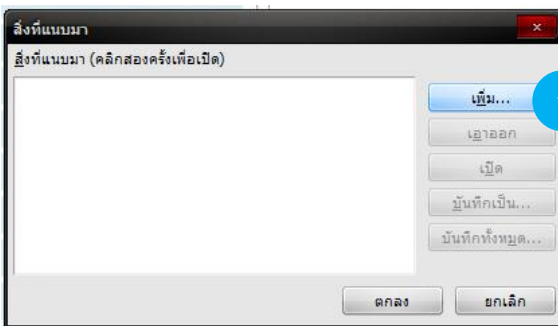 สิ่งที่แนบมา
สิ่งที่แนบมา (คลิกสองครั้งเพื่อเปิด)
เพิ่ม...
เอาออก
เปิด
บันทึกเป็น...
บันทึกทั้งหมด...
ตกลง
ยกเลิก